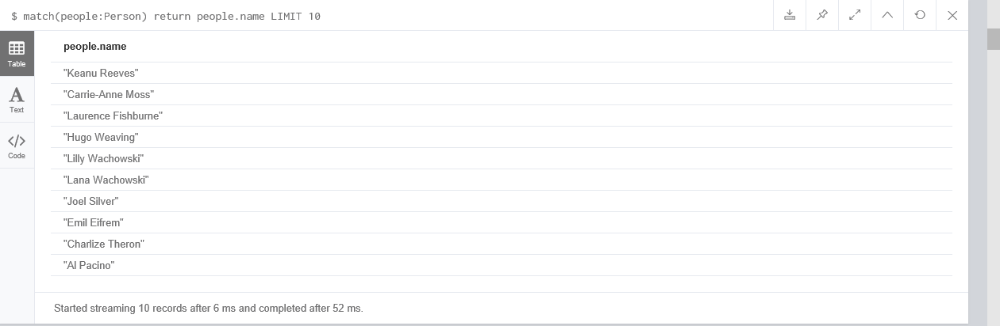 $ match(people:Person) return people.name LIMIT 10
Table
Text
Code
people.name
"Keanu Reeves"
"Carrie-Anne Moss"
"Laurence Fishburne"
"Hugo Weaving"
"Lilly Wachowski"
"Lana Wachowski"
"Joel Silver"
"Emil Eifrem"
"Charlize Theron"
"Al Pacino"
Started streaming 10 records after 6 ms and completed after 52 ms.